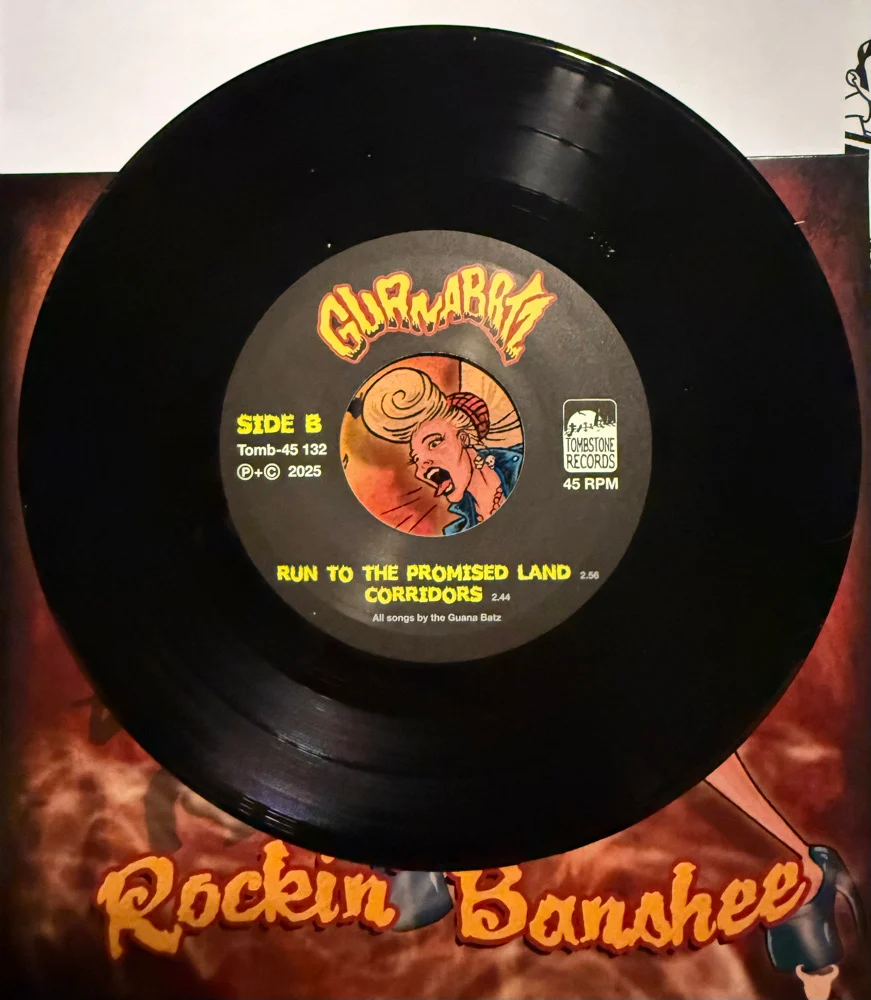 GUANABATZ
SIDE B
Tomb-45 132
Ⓟ+© 2025
TOMBSTONE
RECORDS
45 RPM
RUN TO THE PROMISED LAND 2.56
CORRIDORS 2.44
All songs by the Guana Batz
Rockin Banshee